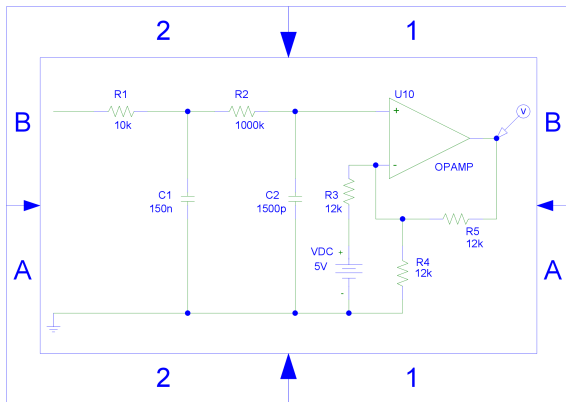 2 1
B B
R1
10k
R2
1000k
U10
+
-
OPAMP
V
C1
150n
C2
1500p
R3
12k
R5
12k
R4
12k
VDC
5V
+
-
A A
2 1